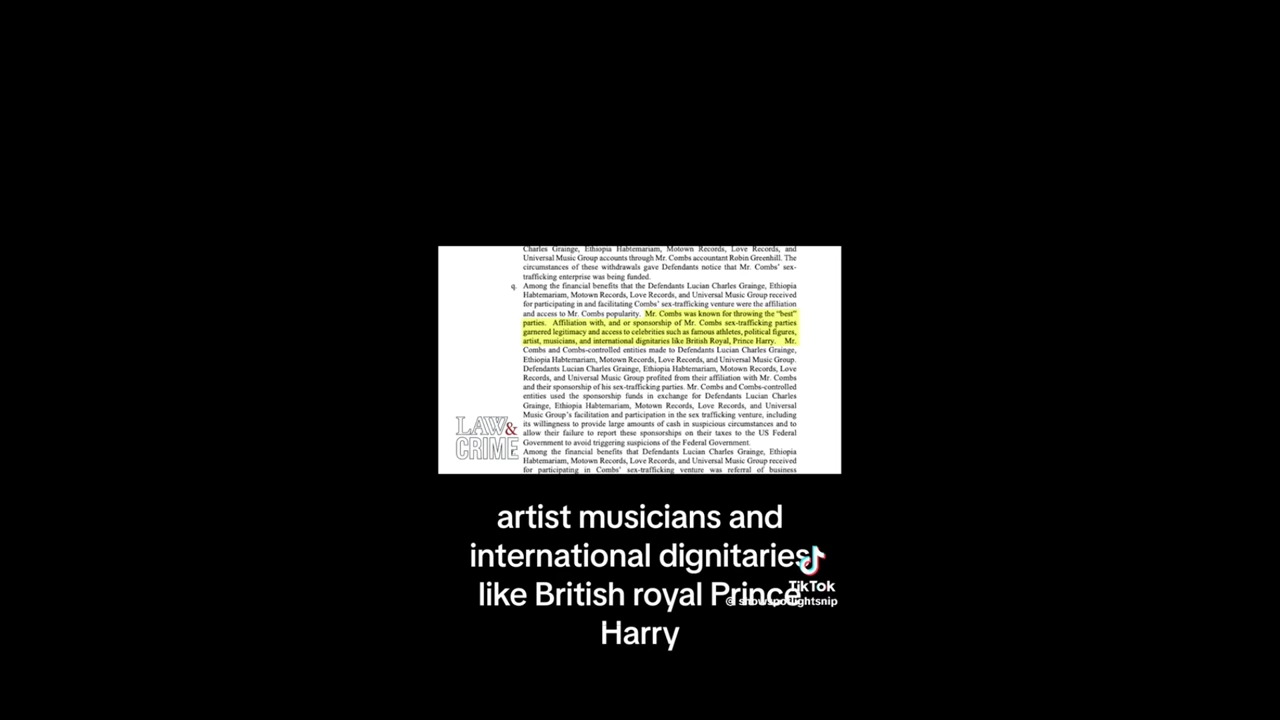 Charles Grainge, Ethiopia Habtemariam, Motown Records, Love Records, and
Universal Music Group accounts through Mr. Combs accountant Robin Greenhill. The
circumstances of these withdrawals gave Defendants notice that Mr. Combs' sex-
trafficking enterprise was being funded.
q. Among the financial benefits that the Defendants Lucian Charles Grainge, Ethiopia
Habtemariam, Motown Records, Love Records, and Universal Music Group received
for participating in and facilitating Combs' sex-trafficking venture were the affiliation
and access to Mr. Combs popularity. Mr. Combs was known for throwing the "best"
parties. Affiliation with, and or sponsorship of Mr. Combs sex-trafficking parties
garnered legitimacy and access to celebrities such as famous athletes, political figures,
artist, musicians, and international dignitaries like British Royal, Prince Harry. Mr.
Combs and Combs-controlled entities made to Defendants Lucian Charles Grainge,
Ethiopia Habtemariam, Motown Records, Love Records, and Universal Music Group.
Defendants Lucian Charles Grainge, Ethiopia Habtemariam, Motown Records, Love
Records, and Universal Music Group profited from their affiliation with Mr. Combs
and their sponsorship of his sex-trafficking parties. Mr. Combs and Combs-controlled
entities used the sponsorship funds in exchange for Defendants Lucian Charles
Grainge, Ethiopia Habtemariam, Motown Records, Love Records, and Universal
Music Group's facilitation and participation in the sex trafficking venture, including
its willingness to provide large amounts of cash in suspicious circumstances and to
allow their failure to report these sponsorships on their taxes to the US Federal
Government to avoid triggering suspicions of the Federal Government.
Among the financial benefits that Defendants Lucian Charles Grainge, Ethiopia
Habtemariam, Motown Records, Love Records, and Universal Music Group received
for participating in Combs' sex-trafficking venture was referral of business
LAW&
CRIME
artist musicians and
international dignitaries
like British royal Prince
Harry
TikTok
@ showspotlightsnip